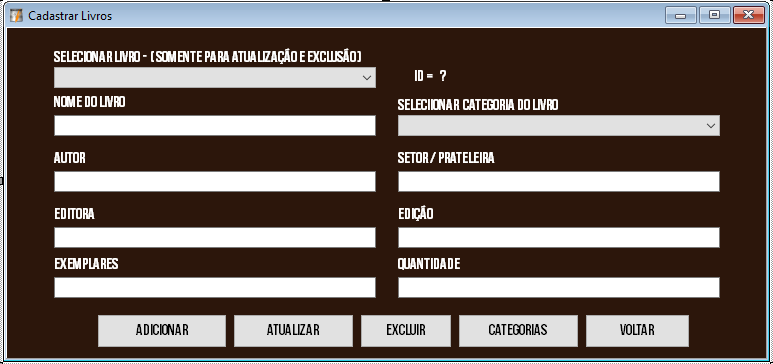 Cadastrar Livros
SELECIONAR LIVRO - (SOMENTE PARA ATUALIZAÇÃO E EXCLUSÃO)
ID = ?
NOME DO LIVRO
SELECIIONAR CATEGORIA DO LIVRO
AUTOR
SETOR / PRATELEIRA
EDITORA
EDIÇÃO
EXEMPLARES
QUANTIDADE
ADICIONAR
ATUALIZAR
EXCLUIR
CATEGORIAS
VOLTAR